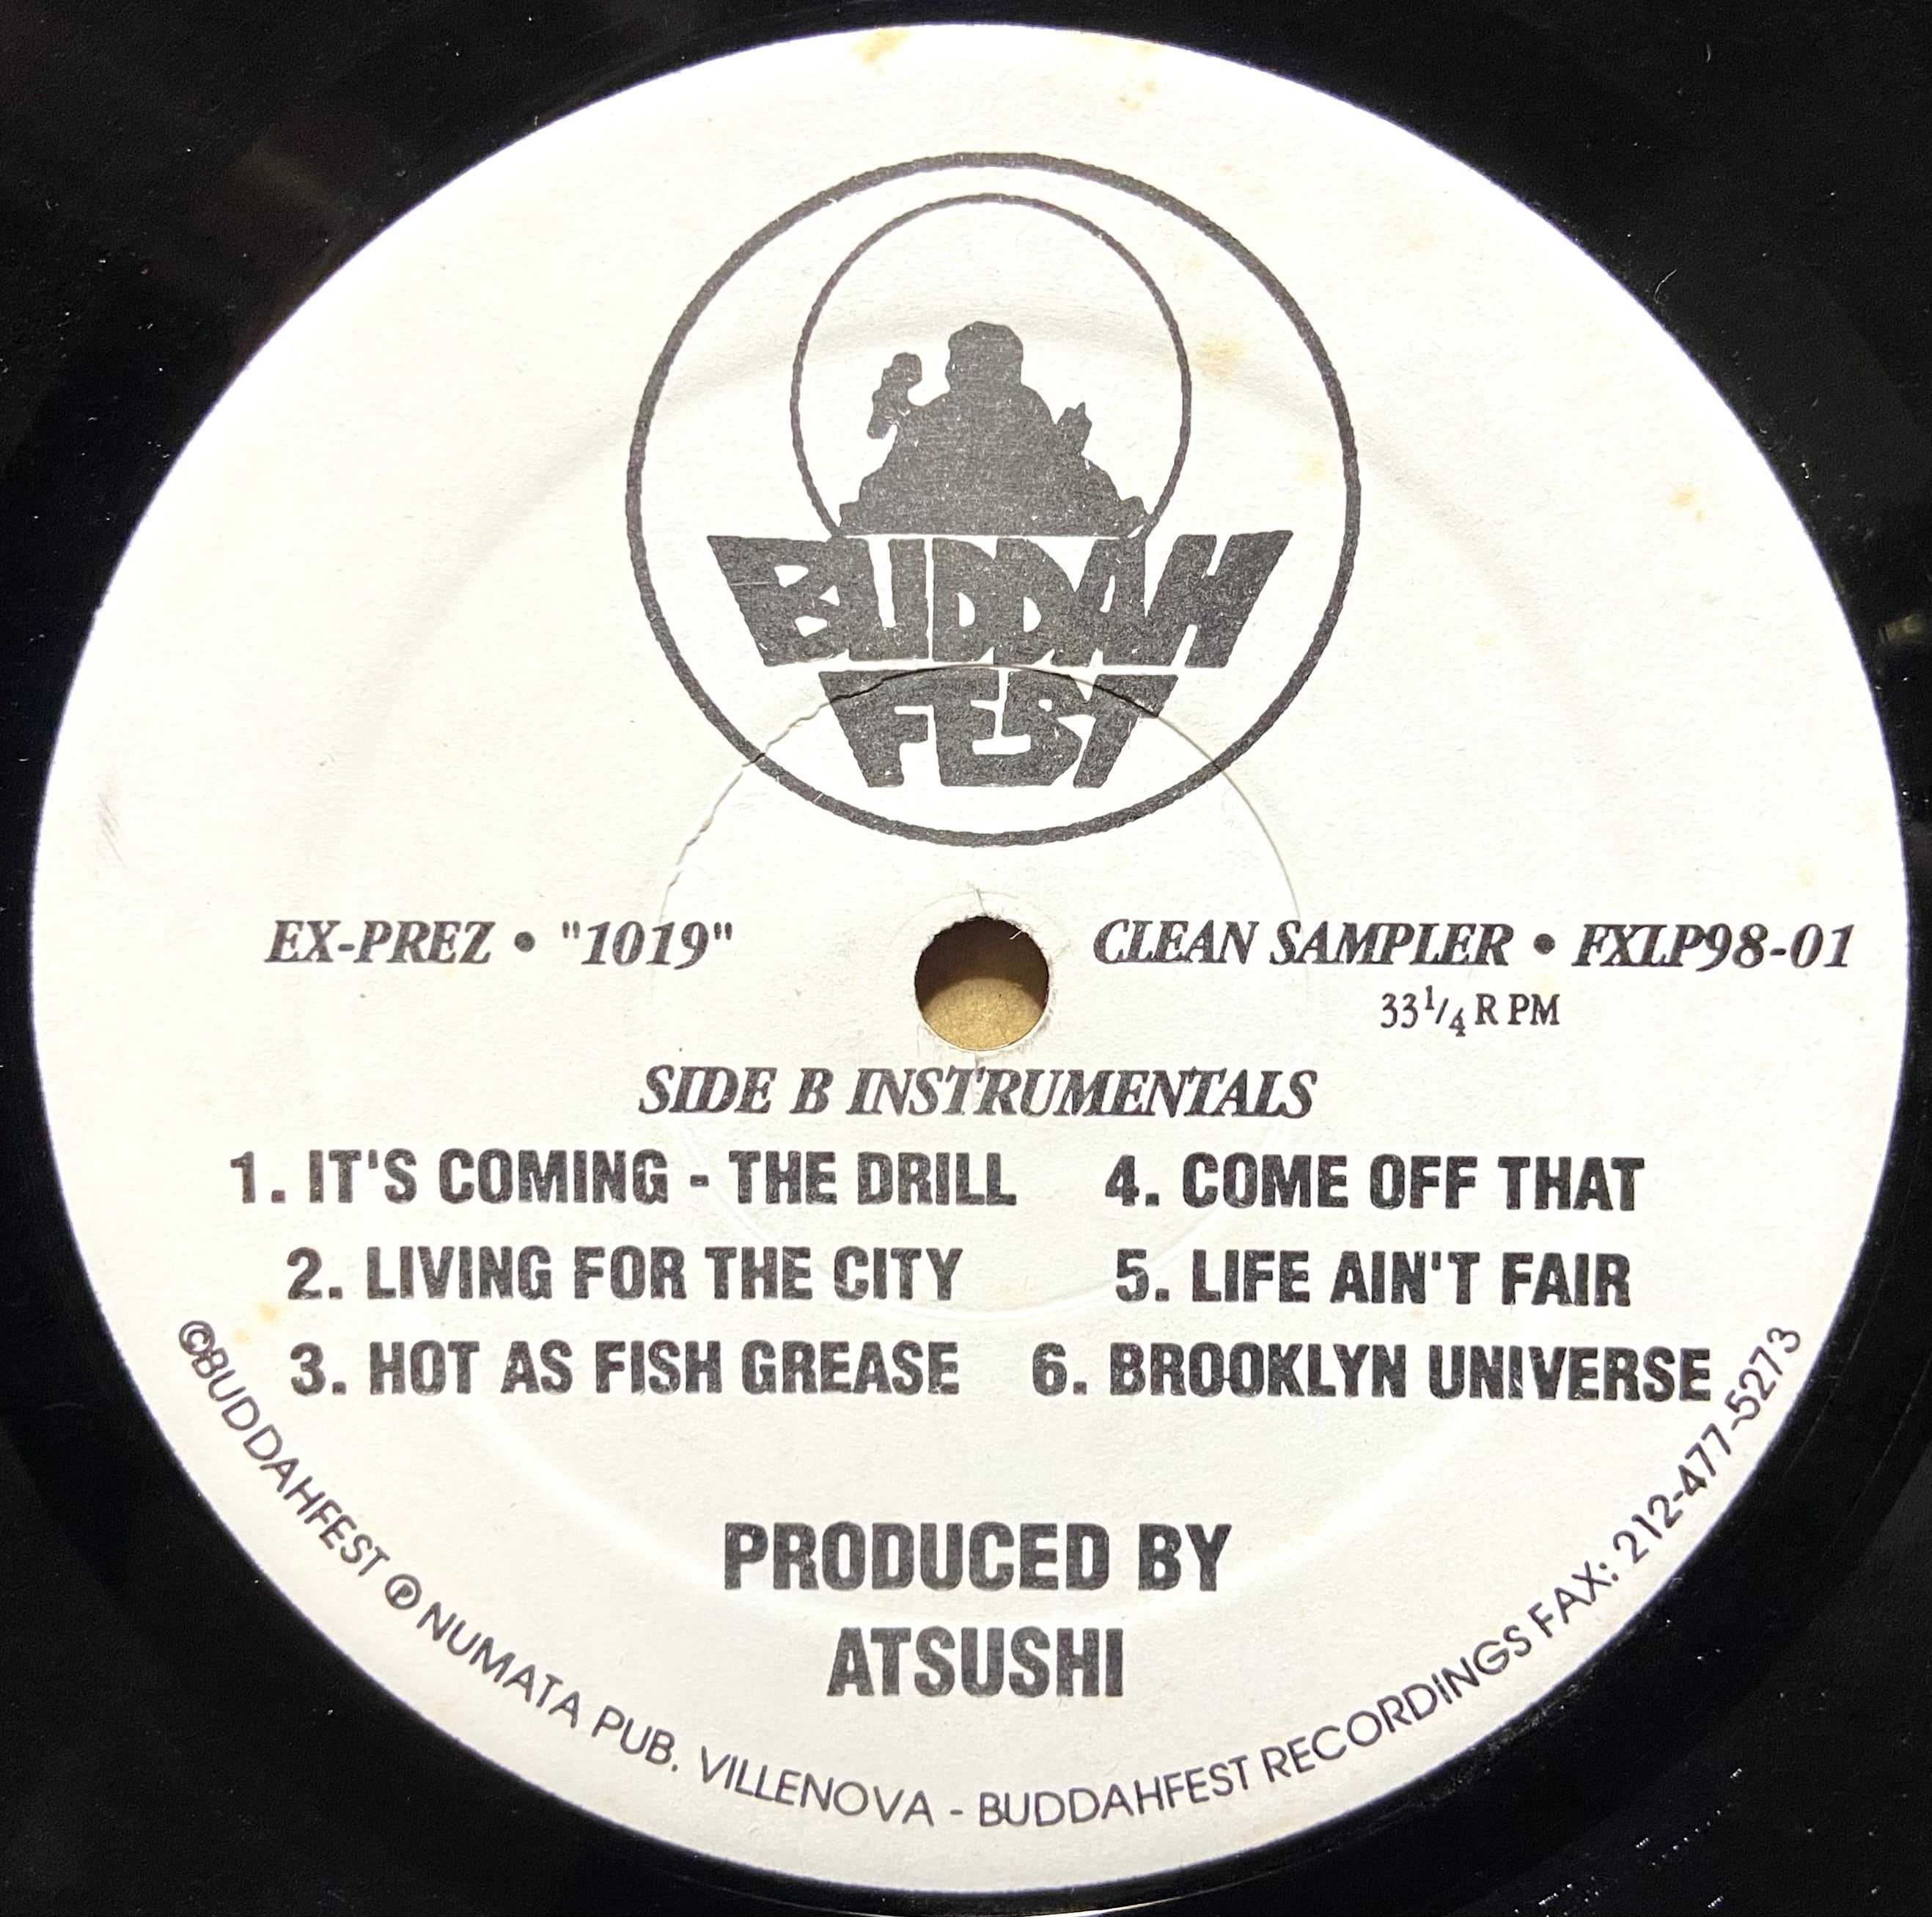 BUDDAH
FEST
EX-PREZ • "1019"
CLEAN SAMPLER • FXLP98-01
33 1/4 RPM
SIDE B INSTRUMENTALS
1. IT'S COMING - THE DRILL
2. LIVING FOR THE CITY
3. HOT AS FISH GREASE
4. COME OFF THAT
5. LIFE AIN'T FAIR
6. BROOKLYN UNIVERSE
PRODUCED BY
ATSUSHI
©BUDDAHFEST ℗ NUMATA PUB. VILLENOVA - BUDDAHFEST RECORDINGS FAX: 212-477-5273